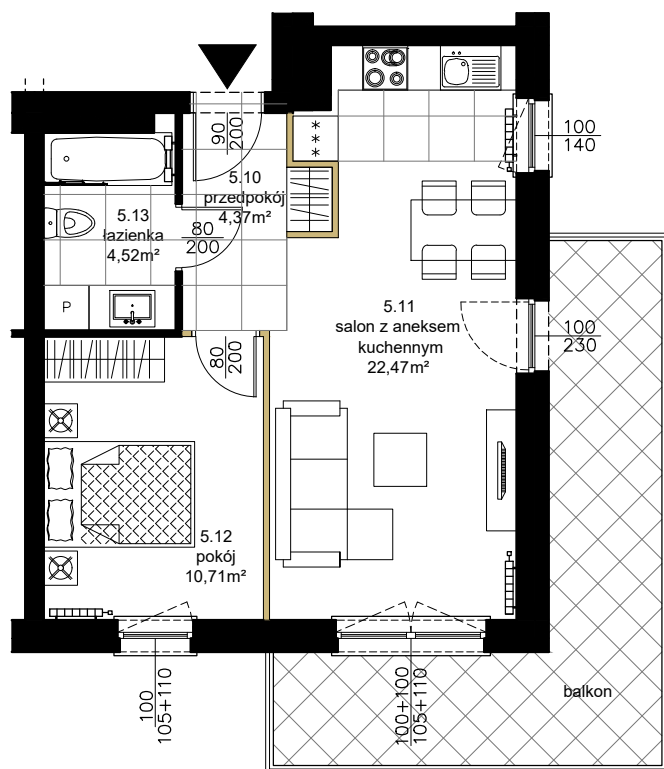 90
200
5.10
przedpokój
4,37m²
***
100
140
5.13
łazienka
4,52m²
80
200
P
5.11
salon z aneksem
kuchennym
22,47m²
100
230
80
200
5.12
pokój
10,71m²
100
105+110
100+100
105+110
balkon